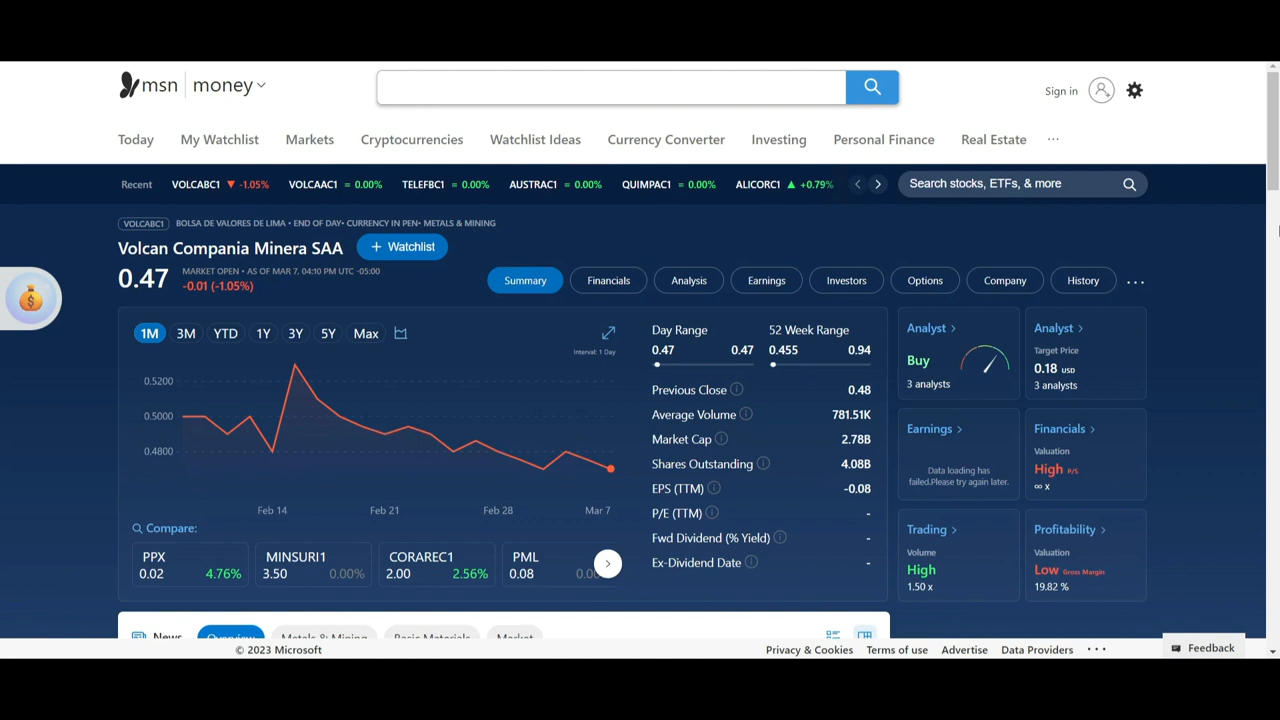 msn | money
Sign in
Today My Watchlist Markets Cryptocurrencies Watchlist Ideas Currency Converter Investing Personal Finance Real Estate ...
Recent VOLCABC1 ▼ -1.05% VOLCAAC1 = 0.00% TELEFBC1 = 0.00% AUSTRAC1 = 0.00% QUIMPAC1 = 0.00% ALICORC1 ▲ +0.79% Search stocks, ETFs, & more
VOLCABC1 BOLSA DE VALORES DE LIMA • END OF DAY• CURRENCY IN PEN• METALS & MINING
Volcan Compania Minera SAA + Watchlist
0.47 MARKET OPEN • AS OF MAR 7, 04:10 PM UTC -05:00
-0.01 (-1.05%)
Summary Financials Analysis Earnings Investors Options Company History ...
1M 3M YTD 1Y 3Y 5Y Max
Interval: 1 Day
0.5200
0.5000
0.4800
Feb 14 Feb 21 Feb 28 Mar 7
Compare:
PPX MINSURI1 CORAREC1 PML
0.02 4.76% 3.50 0.00% 2.00 2.56% 0.08 0.00
Day Range 52 Week Range
0.47 0.47 0.455 0.94
Previous Close 0.48
Average Volume 781.51K
Market Cap 2.78B
Shares Outstanding 4.08B
EPS (TTM) -0.08
P/E (TTM) -
Fwd Dividend (% Yield) -
Ex-Dividend Date -
Analyst >
Buy
3 analysts
Analyst >
Target Price
0.18 USD
3 analysts
Earnings >
Data loading has
failed.Please try again later.
Financials >
Valuation
High P/S
∞ x
Trading >
Volume
High
1.50 x
Profitability >
Valuation
Low Gross Margin
19.82 %
News Overview Metals & Mining Basic Materials Market
© 2023 Microsoft Privacy & Cookies Terms of use Advertise Data Providers ... Feedback